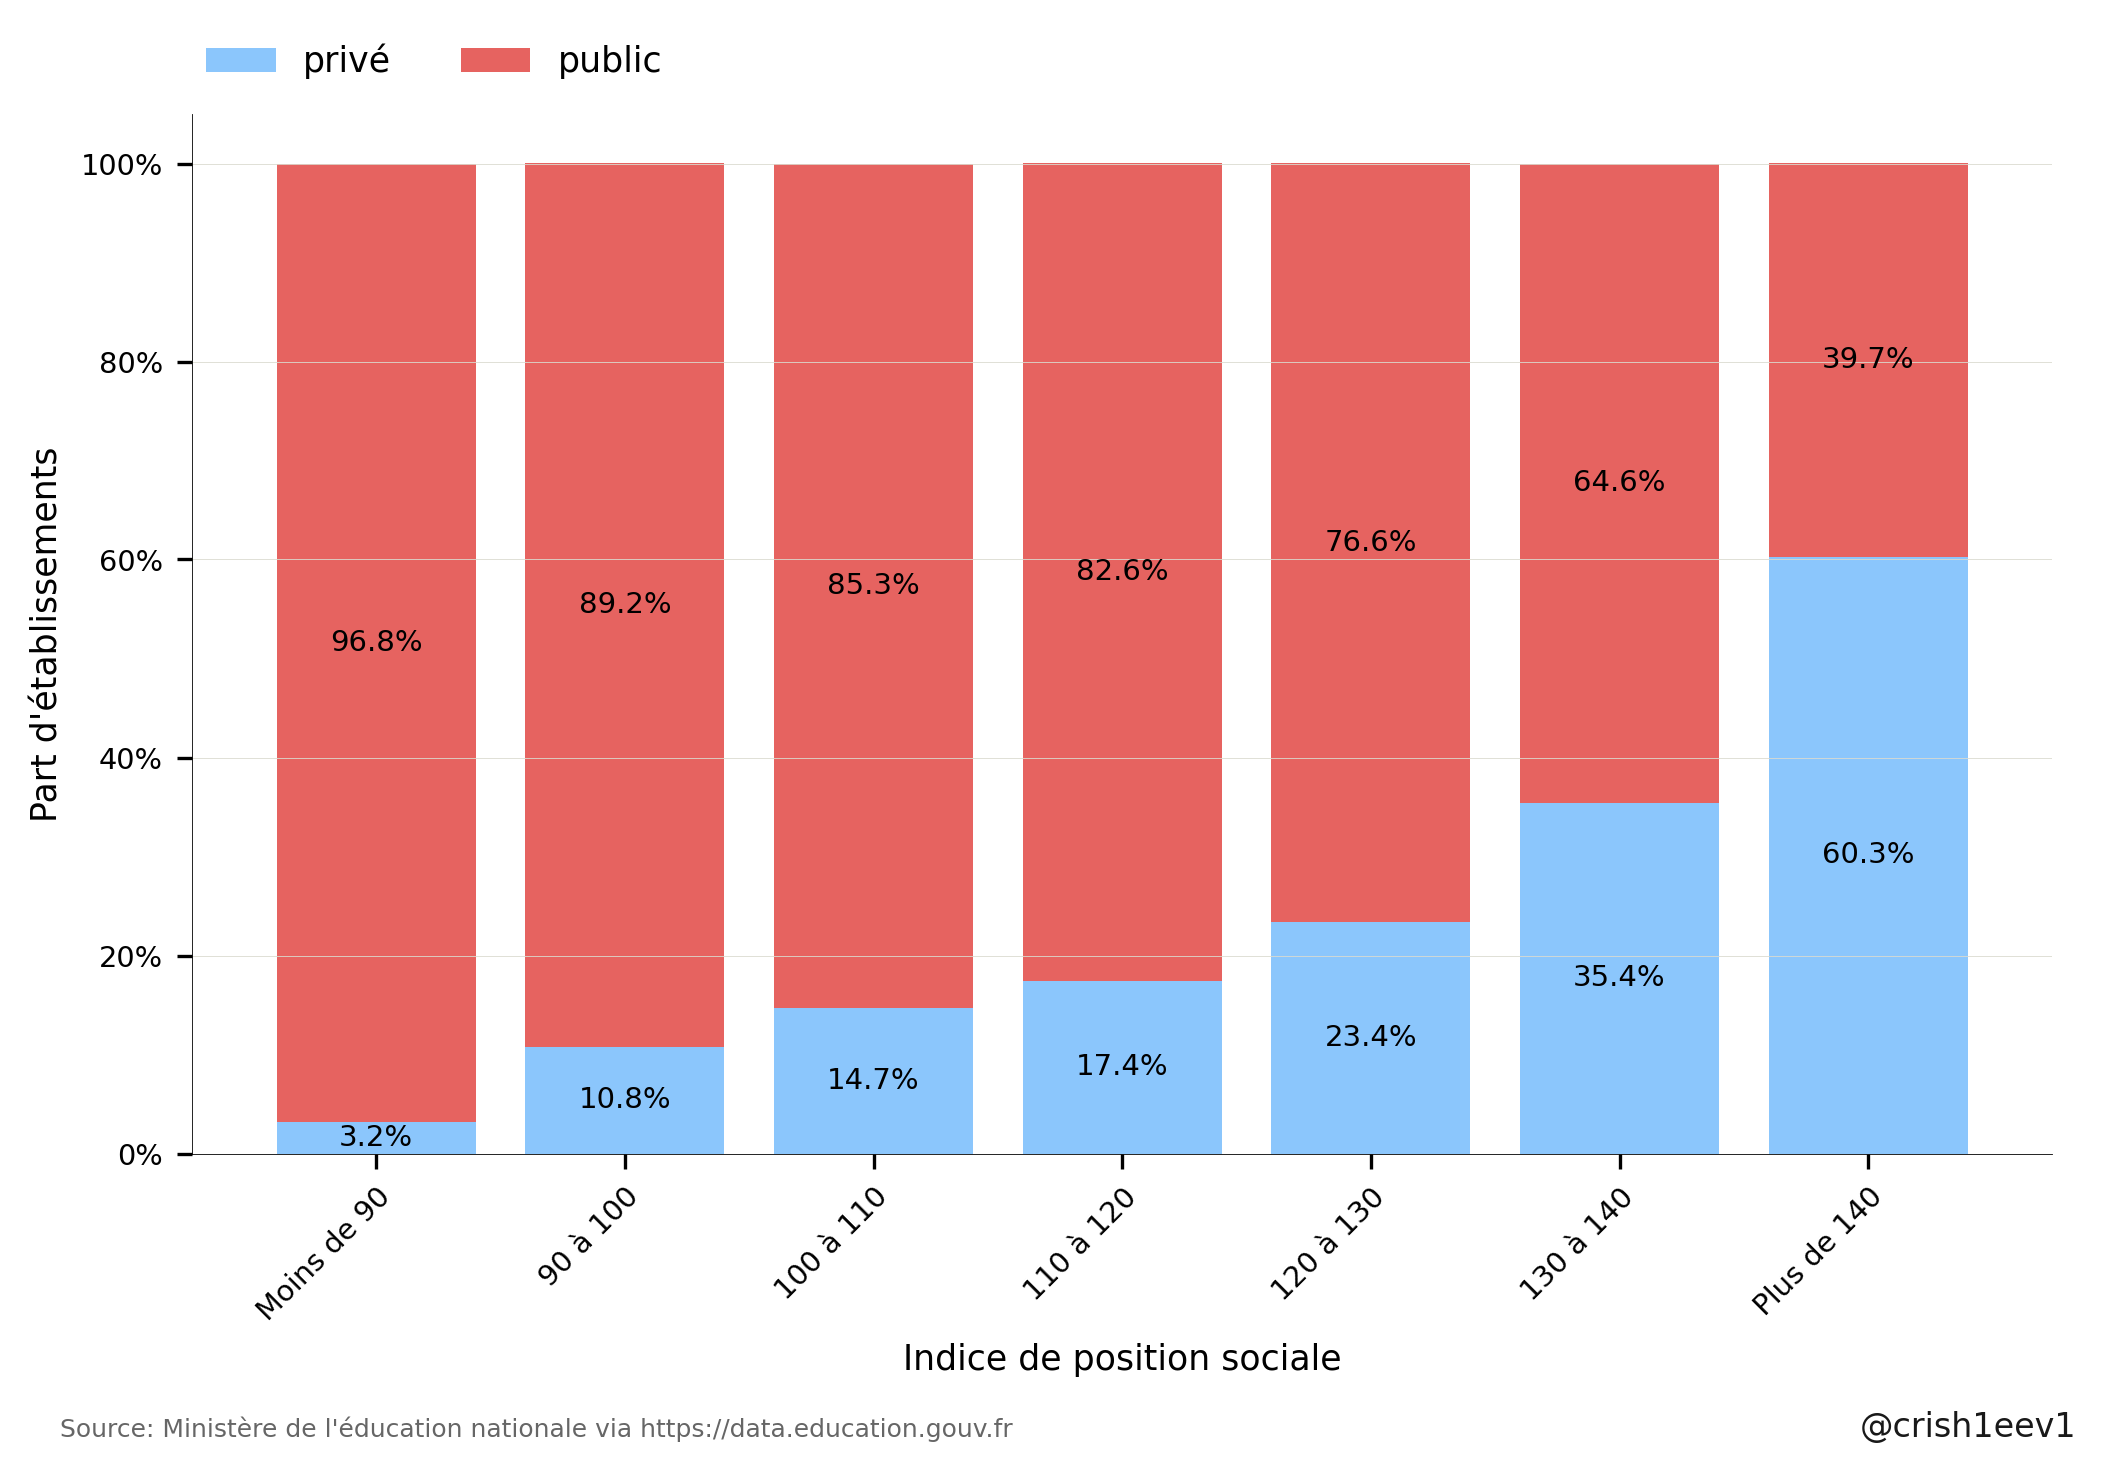 privé public
100%
80%
60%
40%
20%
0%
Part d'établissements
96.8% 89.2% 85.3% 82.6% 76.6% 64.6% 39.7%
3.2% 10.8% 14.7% 17.4% 23.4% 35.4% 60.3%
Moins de 90 90 à 100 100 à 110 110 à 120 120 à 130 130 à 140 Plus de 140
Indice de position sociale
Source: Ministère de l'éducation nationale via https://data.education.gouv.fr
@crish1eev1